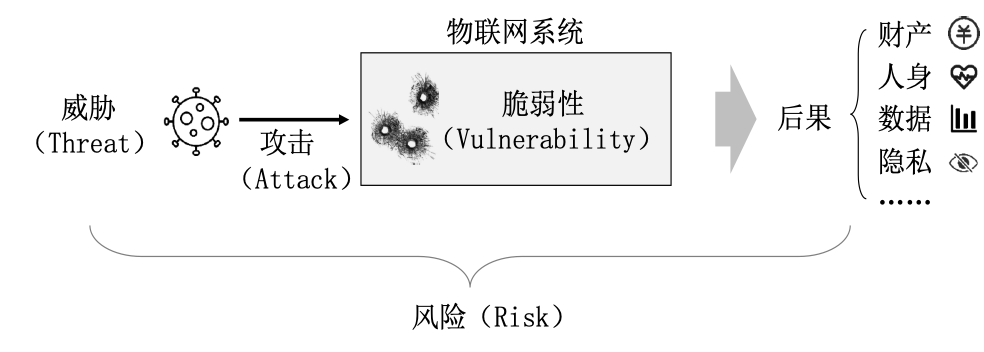 物联网系统
威胁
（Threat）
攻击
（Attack）
脆弱性
（Vulnerability）
后果
财产
人身
数据
隐私
……
风险（Risk）